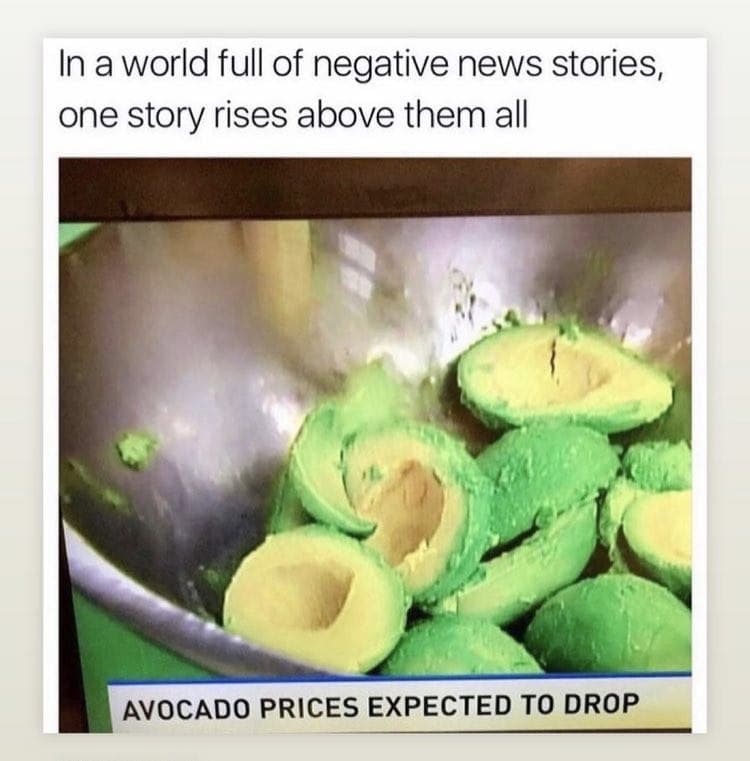 In a world full of negative news stories,
one story rises above them all
AVOCADO PRICES EXPECTED TO DROP